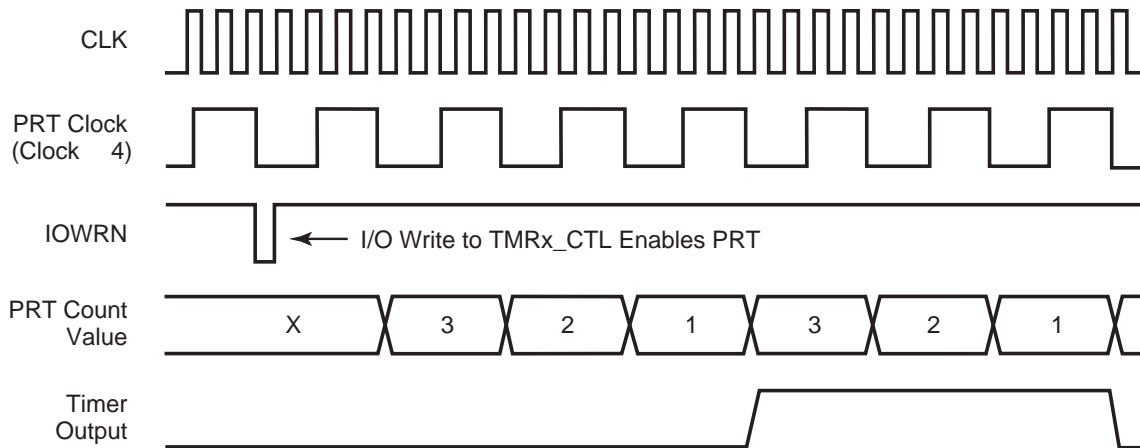 CLK
PRT Clock
(Clock 4)
IOWRN
I/O Write to TMRx_CTL Enables PRT
PRT Count
Value
X 3 2 1 3 2 1
Timer
Output